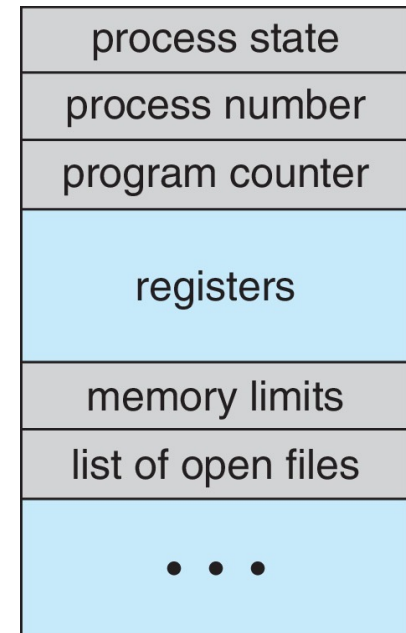 process state
process number
program counter
registers
memory limits
list of open files
• • •